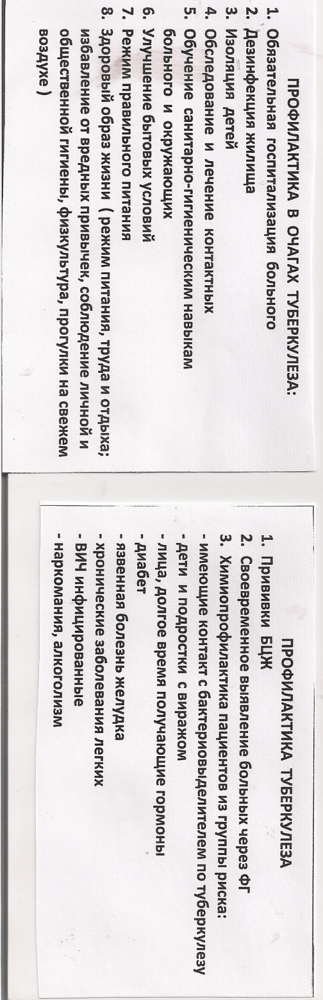 ПРОФИЛАКТИКА В ОЧАГАХ ТУБЕРКУЛЕЗА:
1. Обязательная госпитализация больного
2. Дезинфекция жилища
3. Изоляция детей
4. Обследование и лечение контактных
5. Обучение санитарно-гигиеническим навыкам
больного и окружающих
6. Улучшение бытовых условий
7. Режим правильного питания
8. Здоровый образ жизни ( режим питания, труда и отдыха;
избавление от вредных привычек, соблюдение личной и
общественной гигиены, физкультура, прогулки на свежем
воздухе )
ПРОФИЛАКТИКА ТУБЕРКУЛЕЗА
1. Прививки БЦЖ
2. Своевременное выявление больных через ФГ
3. Химиопрофилактика пациентов из группы риска:
- имеющие контакт с бактериовыделителем по туберкулезу
- дети и подростки с виражом
- лица, долгое время получающие гормоны
- диабет
- язвенная болезнь желудка
- хронические заболевания легких
- ВИЧ инфицированные
- наркомания, алкоголизм